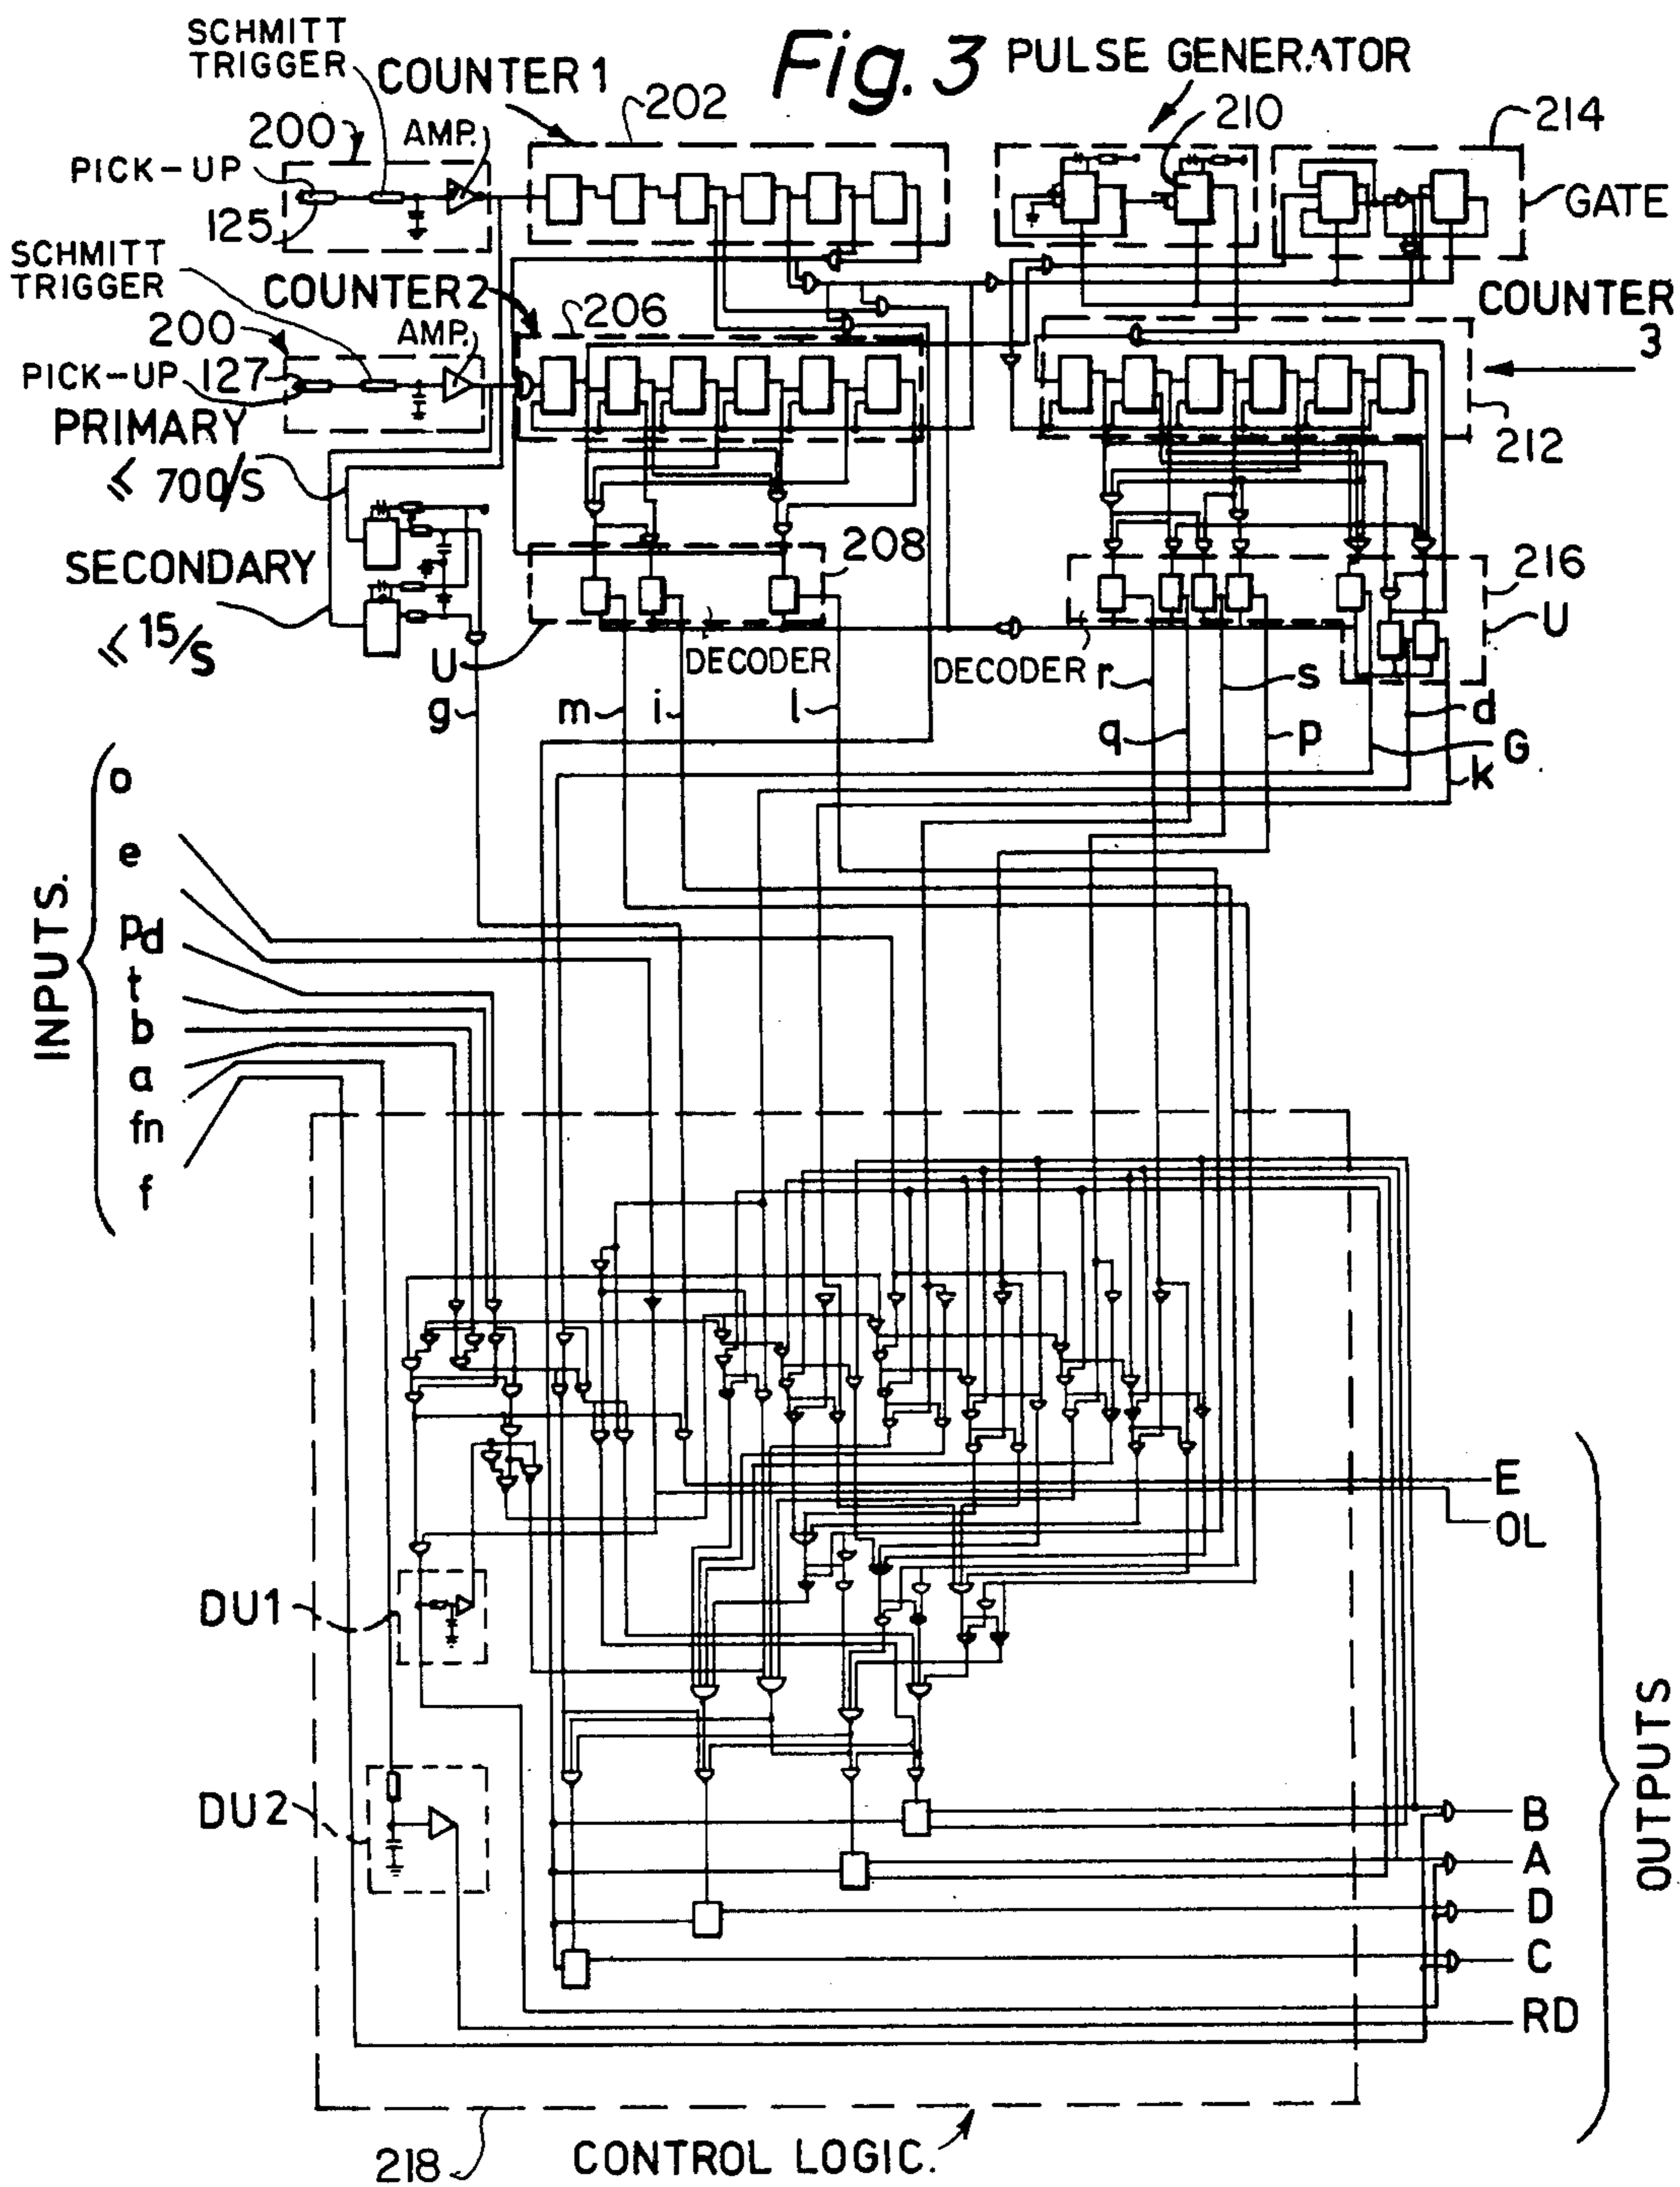 Fig. 3
SCHMITT
TRIGGER
COUNTER 1
202
PULSE GENERATOR
210
214
200
AMP.
PICK-UP
125
GATE
SCHMITT
TRIGGER
COUNTER 2
206
COUNTER
3
200
AMP.
PICK-UP 127
PRIMARY
≤ 700/S
212
SECONDARY
≤ 15/S
208
216
U
U
DECODER
DECODER
g
m
i
l
r
s
q
p
d
G
k
INPUTS.
o
e
pd
t
b
a
fn
f
E
OL
DU1
DU2
B
A
D
C
RD
OUTPUTS
218
CONTROL LOGIC.